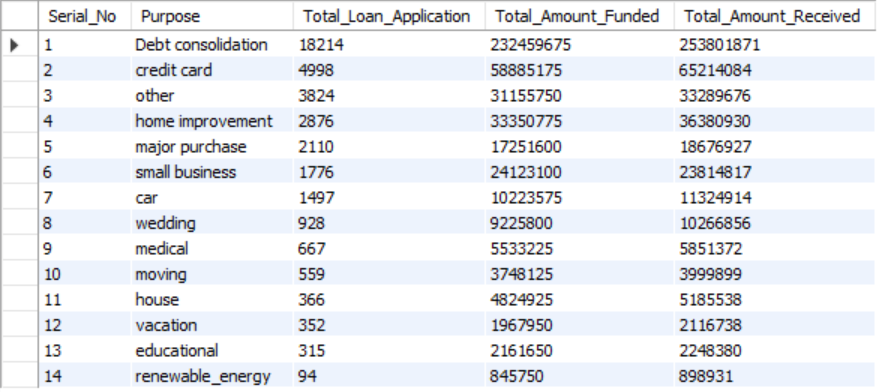 Serial_No Purpose Total_Loan_Application Total_Amount_Funded Total_Amount_Received
1 Debt consolidation 18214 232459675 253801871
2 credit card 4998 58885175 65214084
3 other 3824 31155750 33289676
4 home improvement 2876 33350775 36380930
5 major purchase 2110 17251600 18676927
6 small business 1776 24123100 23814817
7 car 1497 10223575 11324914
8 wedding 928 9225800 10266856
9 medical 667 5533225 5851372
10 moving 559 3748125 3999899
11 house 366 4824925 5185538
12 vacation 352 1967950 2116738
13 educational 315 2161650 2248380
14 renewable_energy 94 845750 898931